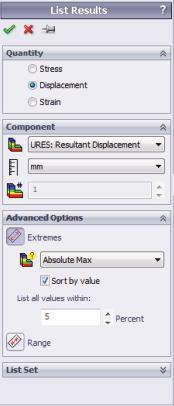 List Results ?
Quantity
Stress
Displacement
Strain
Component
URES: Resultant Displacement
mm
1
Advanced Options
Extremes
Absolute Max
Sort by value
List all values within:
5 Percent
Range
List Set